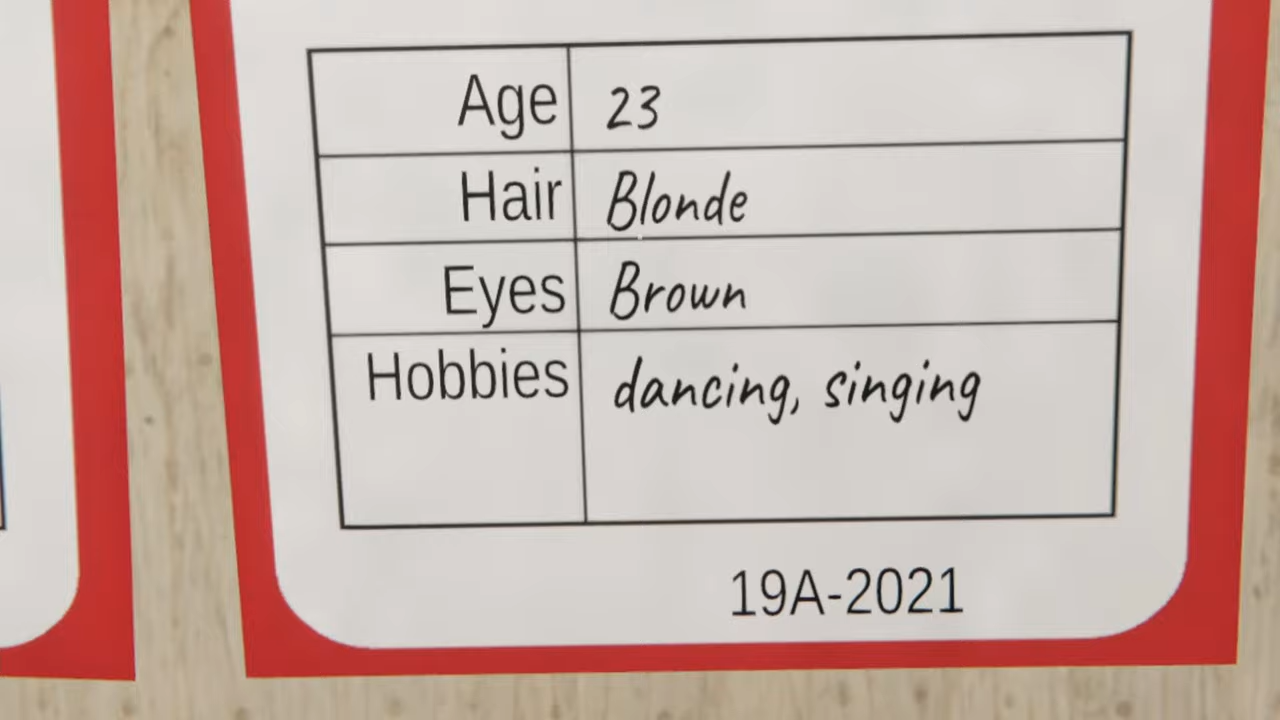 Age 23
Hair Blonde
Eyes Brown
Hobbies dancing, singing
19A-2021